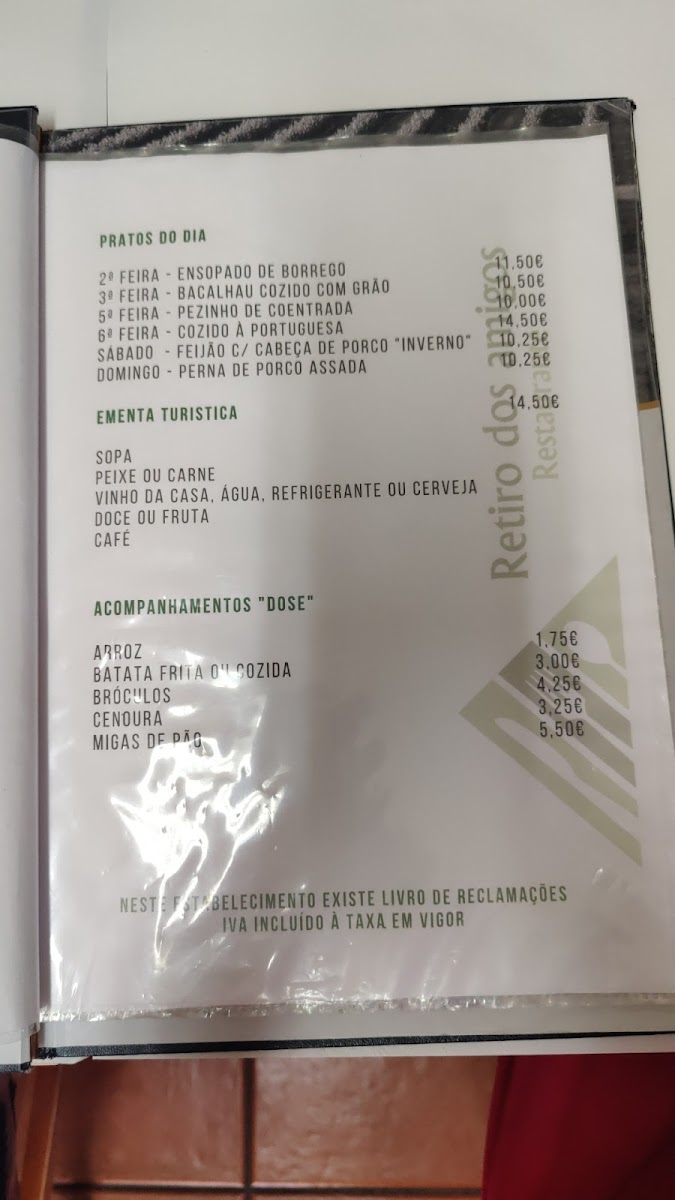 PRATOS DO DIA
2ª FEIRA - ENSOPADO DE BORREGO 11,50€
3ª FEIRA - BACALHAU COZIDO COM GRÃO 10,50€
5ª FEIRA - PEZINHO DE COENTRADA 10,00€
6ª FEIRA - COZIDO À PORTUGUESA 14,50€
SÁBADO - FEIJÃO C/ CABEÇA DE PORCO "INVERNO" 10,25€
DOMINGO - PERNA DE PORCO ASSADA 10,25€
EMENTA TURISTICA 14,50€
SOPA
PEIXE OU CARNE
VINHO DA CASA, ÁGUA, REFRIGERANTE OU CERVEJA
DOCE OU FRUTA
CAFÉ
Retiro dos amigos
ACOMPANHAMENTOS "DOSE"
ARROZ 1,75€
BATATA FRITA OU COZIDA 3,00€
BRÓCULOS 4,25€
CENOURA 3,25€
MIGAS DE PÃO 5,50€
NESTE ESTABELECIMENTO EXISTE LIVRO DE RECLAMAÇÕES
IVA INCLUÍDO À TAXA EM VIGOR